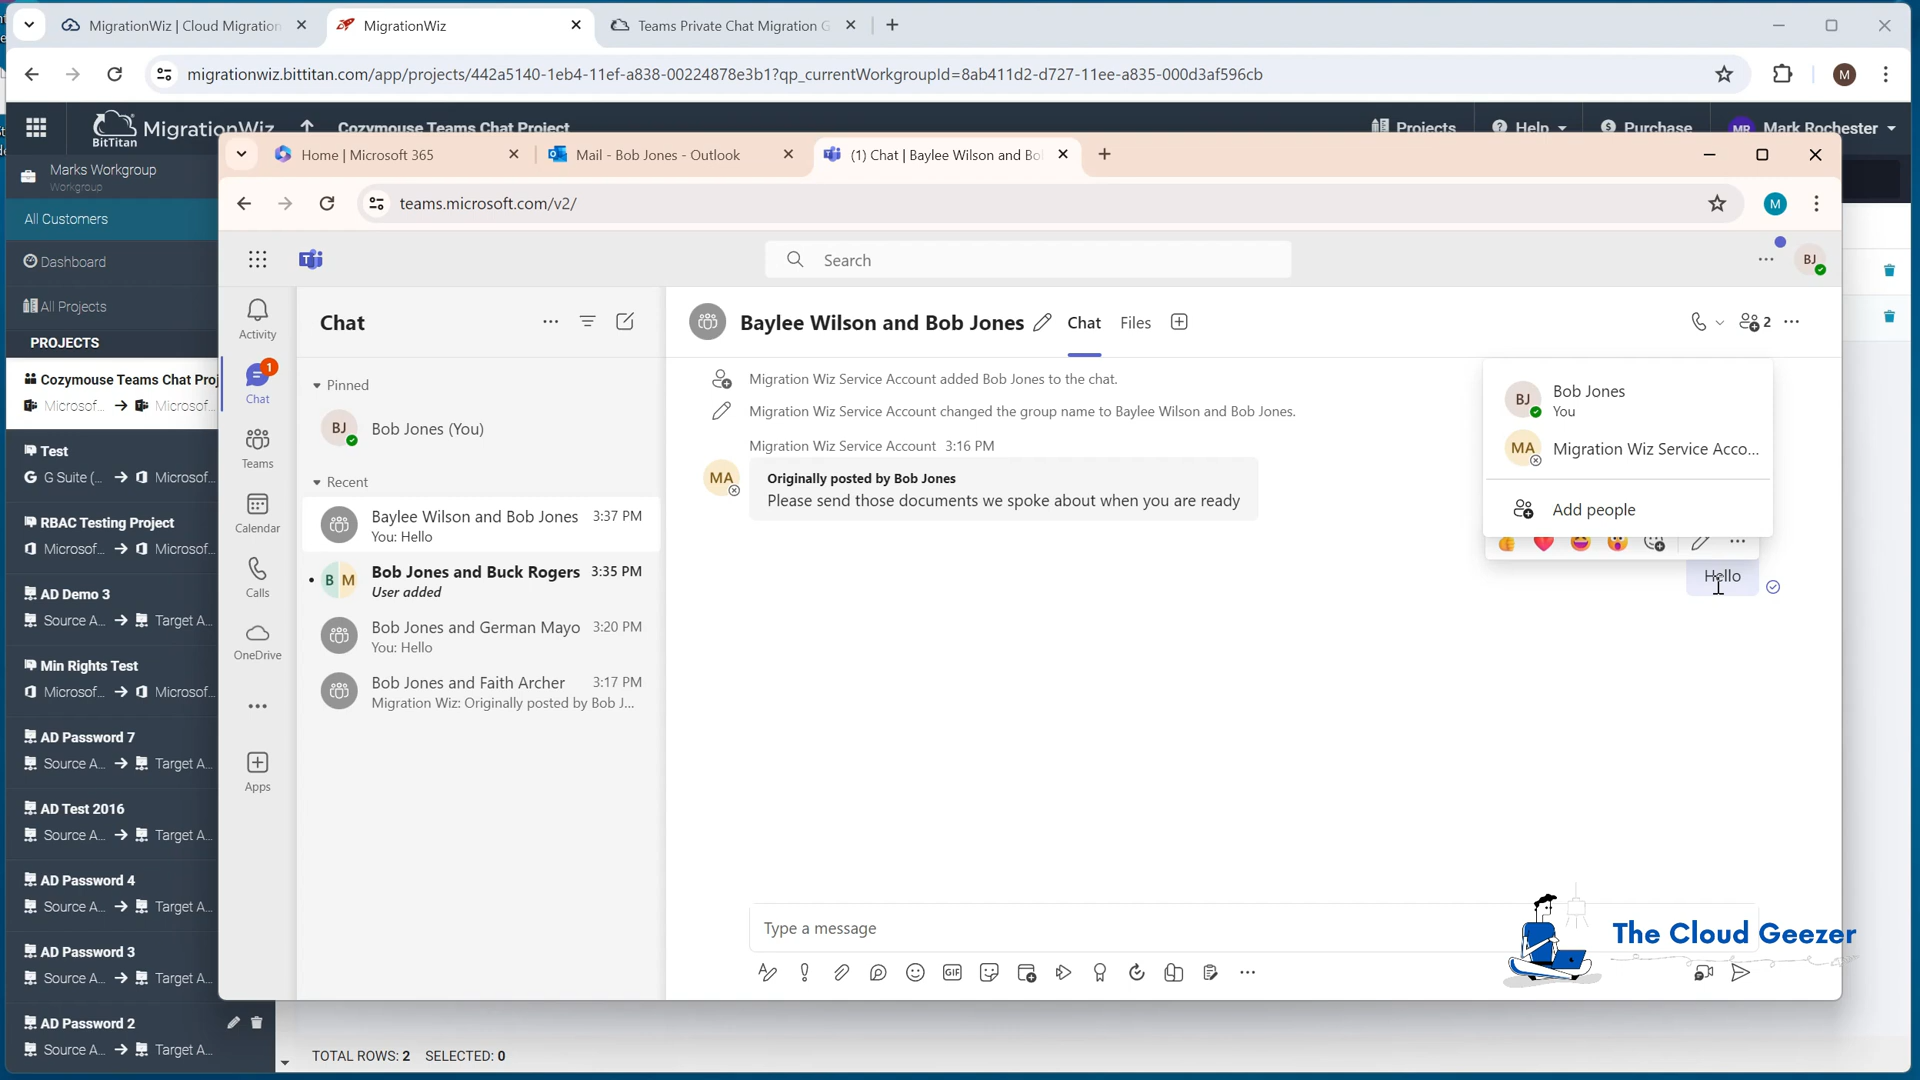 MigrationWiz | Cloud Migration
MigrationWiz
Teams Private Chat Migration G
migrationwiz.bittitan.com/app/projects/442a5140-1eb4-11ef-a838-00224878e3b1?qp_currentWorkgroupId=8ab411d2-d727-11ee-a835-000d3af596cb
M
BitTitan
MigrationWiz
Cozymouse Teams Chat Project
Projects
Help
Purchase
MR
Mark Rochester
Marks Workgroup
Workgroup
All Customers
Dashboard
All Projects
PROJECTS
Cozymouse Teams Chat Proj
Microsof... → Microsof...
Test
G Suite (... → Microsof...
RBAC Testing Project
Microsof... → Microsof...
AD Demo 3
Source A... → Target A...
Min Rights Test
Microsof... → Microsof...
AD Password 7
Source A... → Target A...
AD Test 2016
Source A... → Target A...
AD Password 4
Source A... → Target A...
AD Password 3
Source A... → Target A...
AD Password 2
Source A... → Target A...
TOTAL ROWS: 2 SELECTED: 0
Home | Microsoft 365
Mail - Bob Jones - Outlook
(1) Chat | Baylee Wilson and Bo
teams.microsoft.com/v2/
M
Search
BJ
Activity
1
Chat
Teams
Calendar
Calls
OneDrive
Apps
Chat
Pinned
BJ
Bob Jones (You)
Recent
Baylee Wilson and Bob Jones 3:37 PM
You: Hello
B M
Bob Jones and Buck Rogers 3:35 PM
User added
Bob Jones and German Mayo 3:20 PM
You: Hello
Bob Jones and Faith Archer 3:17 PM
Migration Wiz: Originally posted by Bob J...
Baylee Wilson and Bob Jones
Chat
Files
2
Migration Wiz Service Account added Bob Jones to the chat.
Migration Wiz Service Account changed the group name to Baylee Wilson and Bob Jones.
Migration Wiz Service Account 3:16 PM
MA
Originally posted by Bob Jones
Please send those documents we spoke about when you are ready
BJ
Bob Jones
You
MA
Migration Wiz Service Acco...
Add people
Hello
Type a message
GIF
The Cloud Geezer